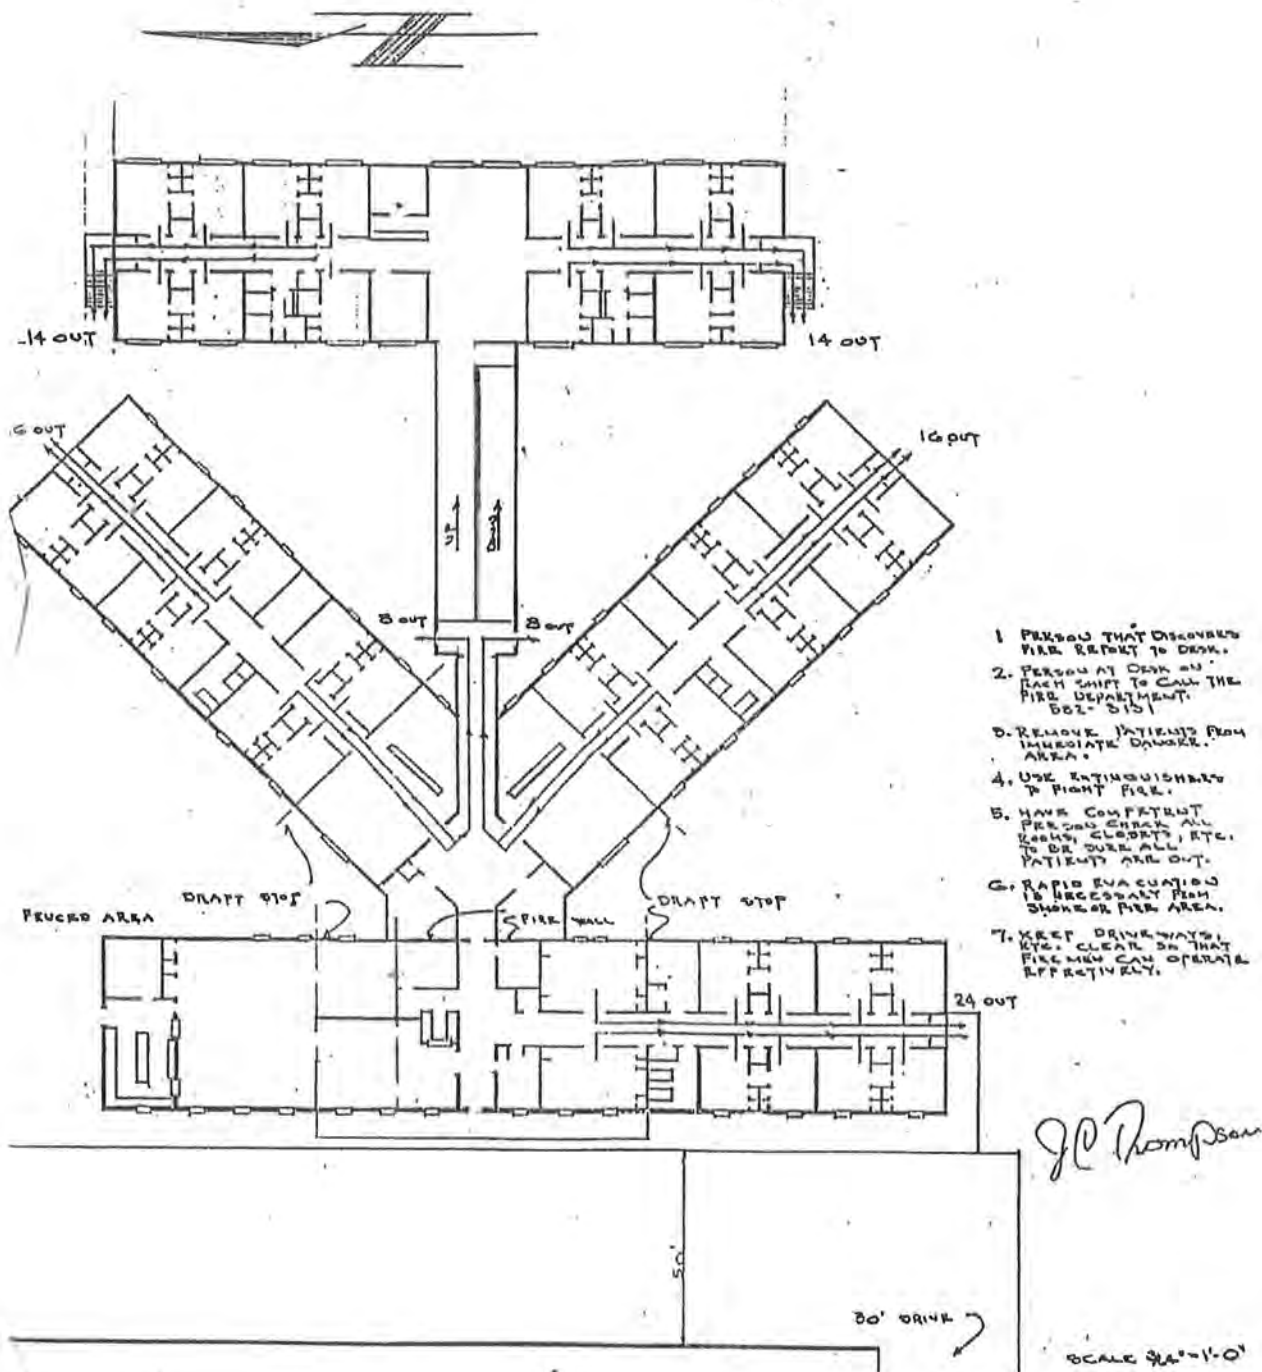 14 OUT
14 OUT
6 OUT
16 OUT
UP
DOWN
8 OUT
8 OUT
1 PERSON THAT DISCOVERS
FIRE REPORT TO DESK.
2. PERSON AT DESK ON
EACH SHIFT TO CALL THE
FIRE DEPARTMENT.
3. REMOVE PATIENTS FROM
IMMEDIATE DANGER
AREA.
4. USE EXTINGUISHERS
TO FIGHT FIRE.
5. HAVE COMPETENT
PERSON CHECK ALL
ROOMS, CLOSETS, ETC.
TO BE SURE ALL
PATIENTS ARE OUT.
6. RAPID EVACUATION
IS NECESSARY FROM
SMOKE OR FIRE AREA.
7. KEEP DRIVEWAYS,
ETC. CLEAR SO THAT
FIREMEN CAN OPERATE
EFFECTIVELY.
DRAFT STOP
FIRE WALL
DRAFT STOP
FENCED AREA
24 OUT
JC Thompson
50'
30' DRIVE
SCALE = 1'-0"